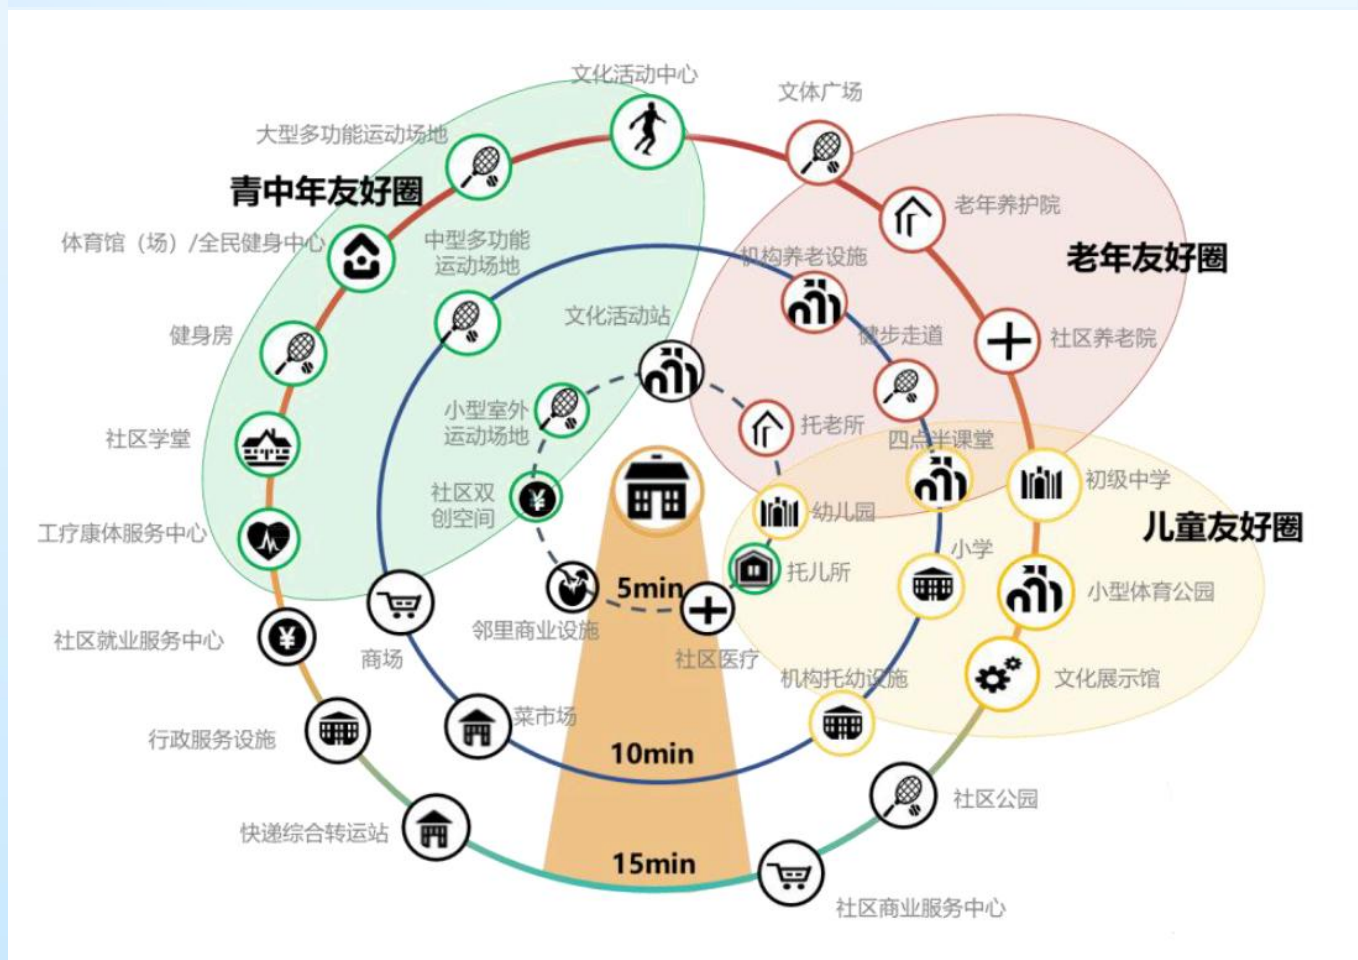 文化活动中心
文体广场
大型多功能运动场地
青中年友好圈
老年养护院
体育馆（场）/全民健身中心
中型多功能
运动场地
机构养老设施
老年友好圈
健身房
文化活动站
健步走道
社区养老院
社区学堂
小型室外
运动场地
托老所
四点半课堂
初级中学
社区双
创空间
幼儿园
儿童友好圈
工疗康体服务中心
小学
托儿所
5min
小型体育公园
社区就业服务中心
邻里商业设施
商场
社区医疗
机构托幼设施
文化展示馆
菜市场
行政服务设施
10min
社区公园
快递综合转运站
15min
社区商业服务中心